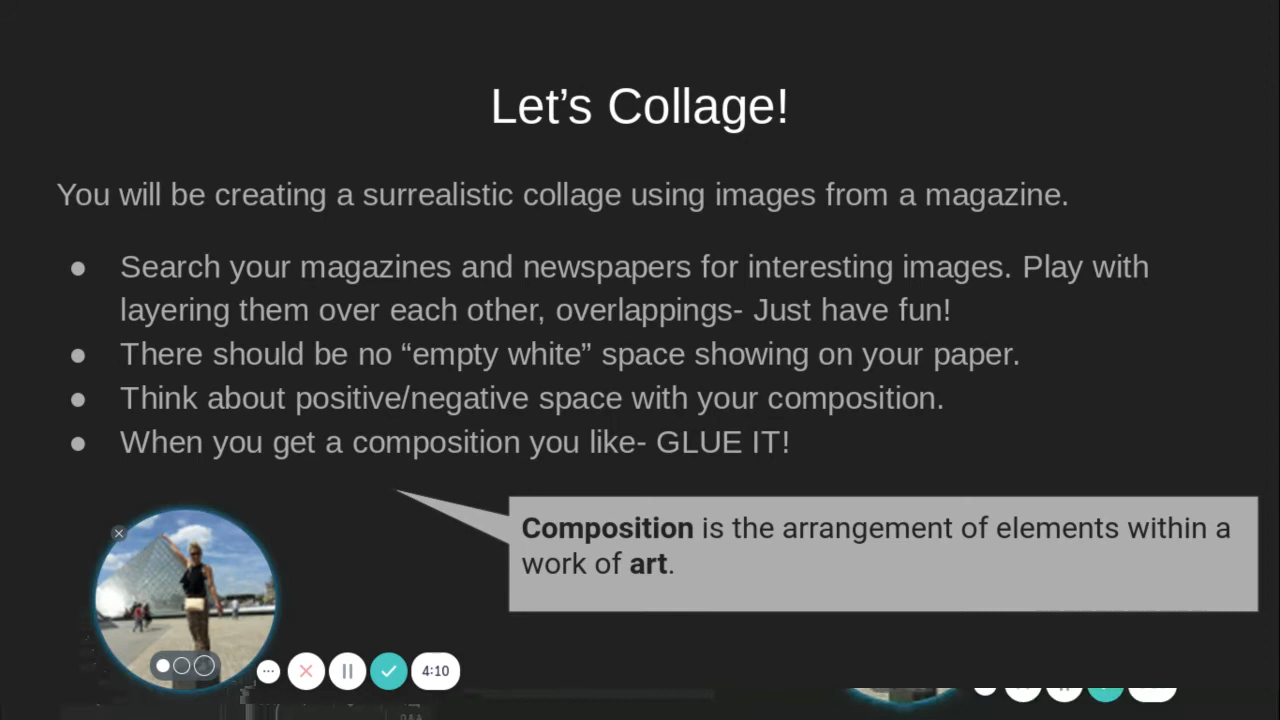 Let’s Collage!
You will be creating a surrealistic collage using images from a magazine.
● Search your magazines and newspapers for interesting images. Play with
layering them over each other, overlappings- Just have fun!
● There should be no “empty white” space showing on your paper.
● Think about positive/negative space with your composition.
● When you get a composition you like- GLUE IT!
Composition is the arrangement of elements within a
work of art.
4:10